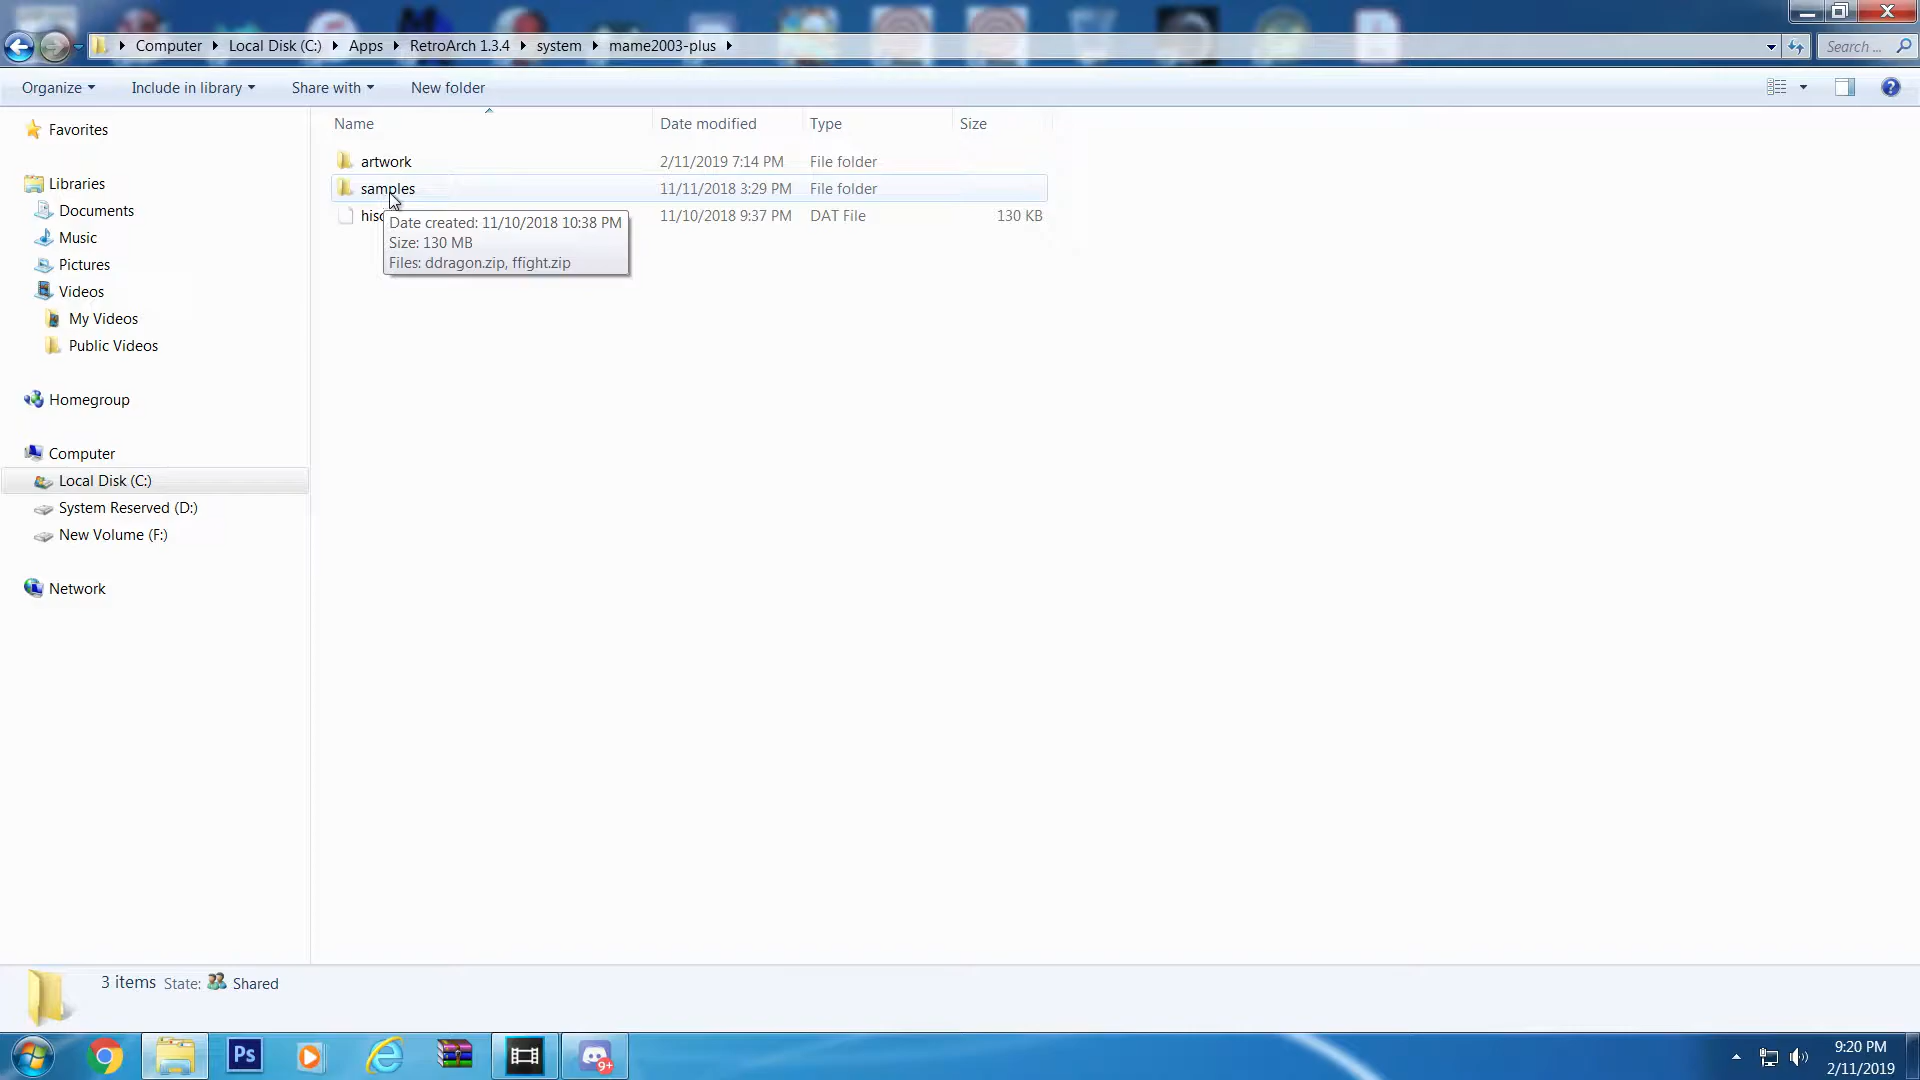 Computer Local Disk (C:) Apps RetroArch 1.3.4 system mame2003-plus
Search ...
Organize Include in library Share with New folder
Name Date modified Type Size
Favorites
Libraries
Documents
Music
Pictures
Videos
My Videos
Public Videos
Homegroup
Computer
Local Disk (C:)
System Reserved (D:)
New Volume (F:)
Network
artwork 2/11/2019 7:14 PM File folder
samples 11/11/2018 3:29 PM File folder
11/10/2018 9:37 PM DAT File 130 KB
Date created: 11/10/2018 10:38 PM
Size: 130 MB
Files: ddragon.zip, ffight.zip
3 items State: Shared
Ps
9+
9:20 PM
2/11/2019